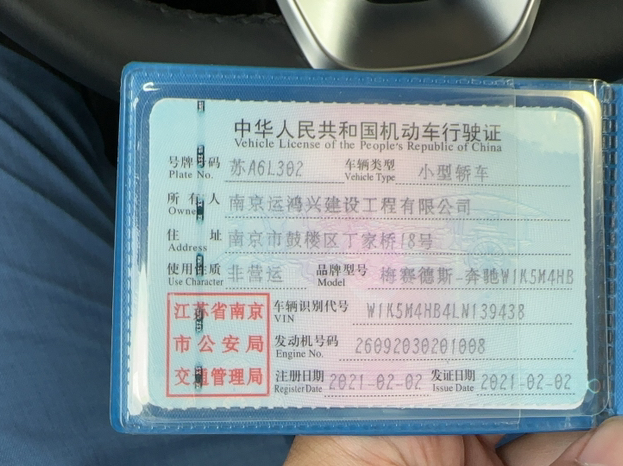 中华人民共和国机动车行驶证
Vehicle License of the People's Republic of China
号牌号码 苏A6L302 车辆类型 小型轿车
Plate No. Vehicle Type
所有人 南京运鸿兴建设工程有限公司
Owner
住址 南京市鼓楼区丁家桥18号
Address
使用性质 非营运 品牌型号 梅赛德斯-奔驰W1K5M4HB
Use Character Model
江苏省南京
市公安局
交通管理局
车辆识别代号 W1K5M4HB4LN139438
VIN
发动机号码 26092030201008
Engine No.
注册日期 2021-02-02 发证日期 2021-02-02
Register Date Issue Date